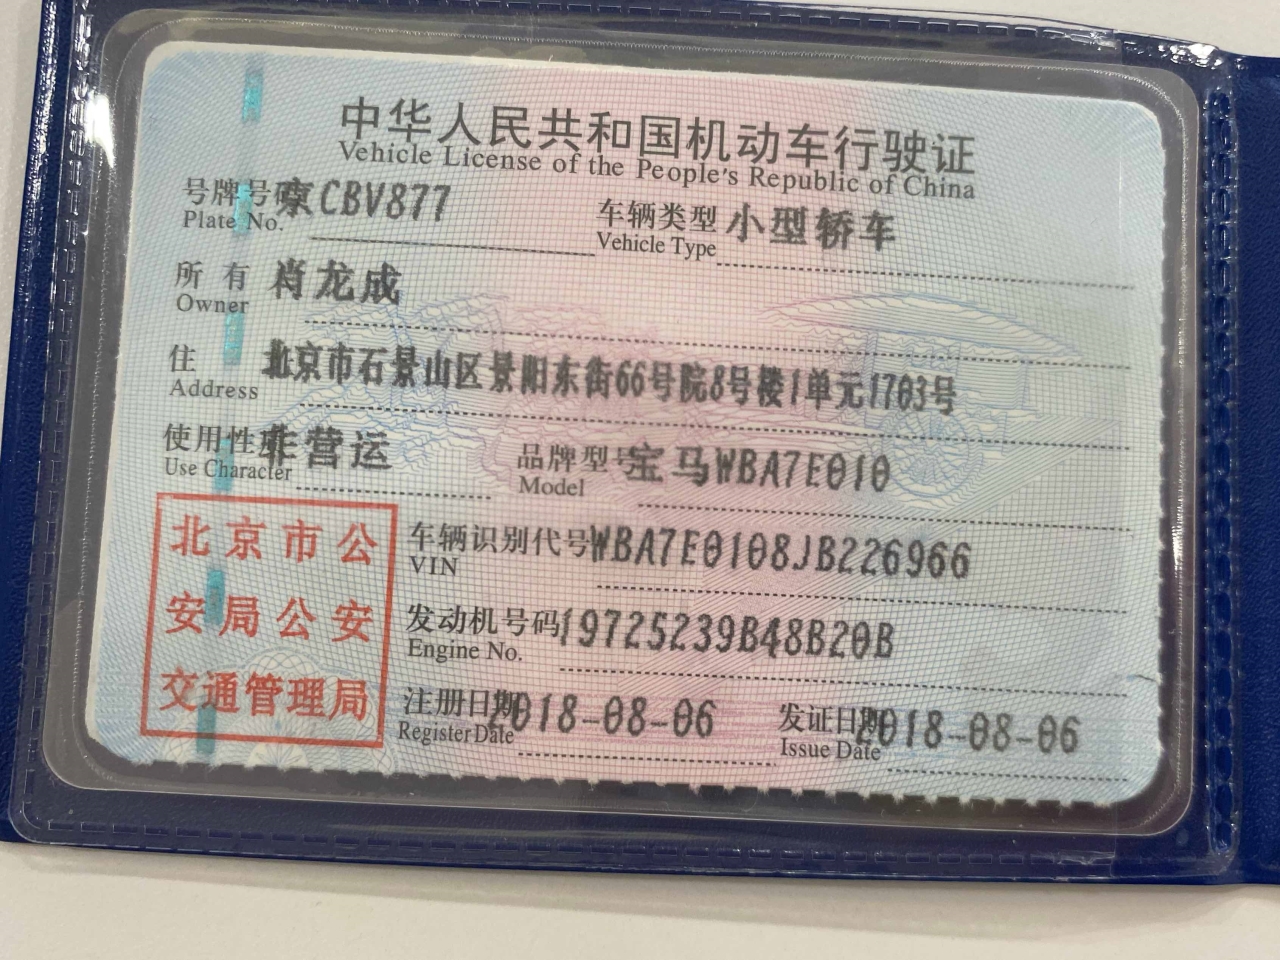 中华人民共和国机动车行驶证
Vehicle License of the People's Republic of China
号牌号码 京CBV877 车辆类型 小型轿车
Plate No. Vehicle Type
所有 肖龙成
Owner
住 北京市石景山区景阳东街66号院8号楼1单元1703号
Address
使用性 非营运 品牌型号 宝马WBA7E010
Use Character Model
北京市公
安局公安
交通管理局
车辆识别代号 WBA7E0108JB226966
VIN
发动机号码 19725239B48B20B
Engine No.
注册日期 2018-08-06 发证日期 2018-08-06
Register Date Issue Date